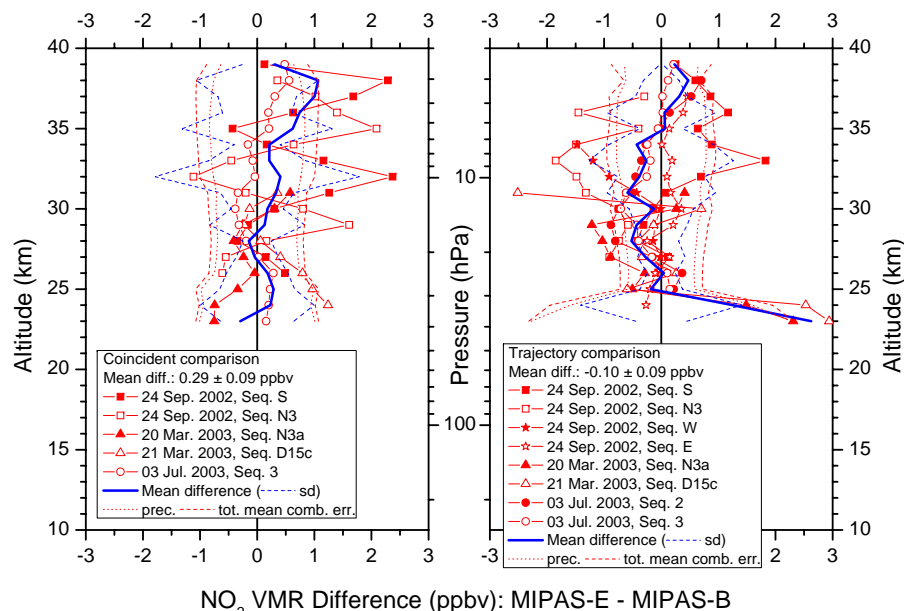 -3 -2 -1 0 1 2 3
-3 -2 -1 0 1 2 3
40
35
30
25
20
15
10
Altitude (km)
Coincident comparison
Mean diff.: 0.29 ± 0.09 ppbv
24 Sep. 2002, Seq. S
24 Sep. 2002, Seq. N3
20 Mar. 2003, Seq. N3a
21 Mar. 2003, Seq. D15c
03 Jul. 2003, Seq. 3
Mean difference ( sd)
prec. tot. mean comb. err.
-3 -2 -1 0 1 2 3
10
100
Pressure (hPa)
Trajectory comparison
Mean diff.: -0.10 ± 0.09 ppbv
24 Sep. 2002, Seq. S
24 Sep. 2002, Seq. N3
24 Sep. 2002, Seq. W
24 Sep. 2002, Seq. E
20 Mar. 2003, Seq. N3a
21 Mar. 2003, Seq. D15c
03 Jul. 2003, Seq. 2
03 Jul. 2003, Seq. 3
Mean difference ( sd)
prec. tot. mean comb. err.
-3 -2 -1 0 1 2 3
40
35
30
25
20
15
10
Altitude (km)
NO₂ VMR Difference (ppbv): MIPAS-E - MIPAS-B